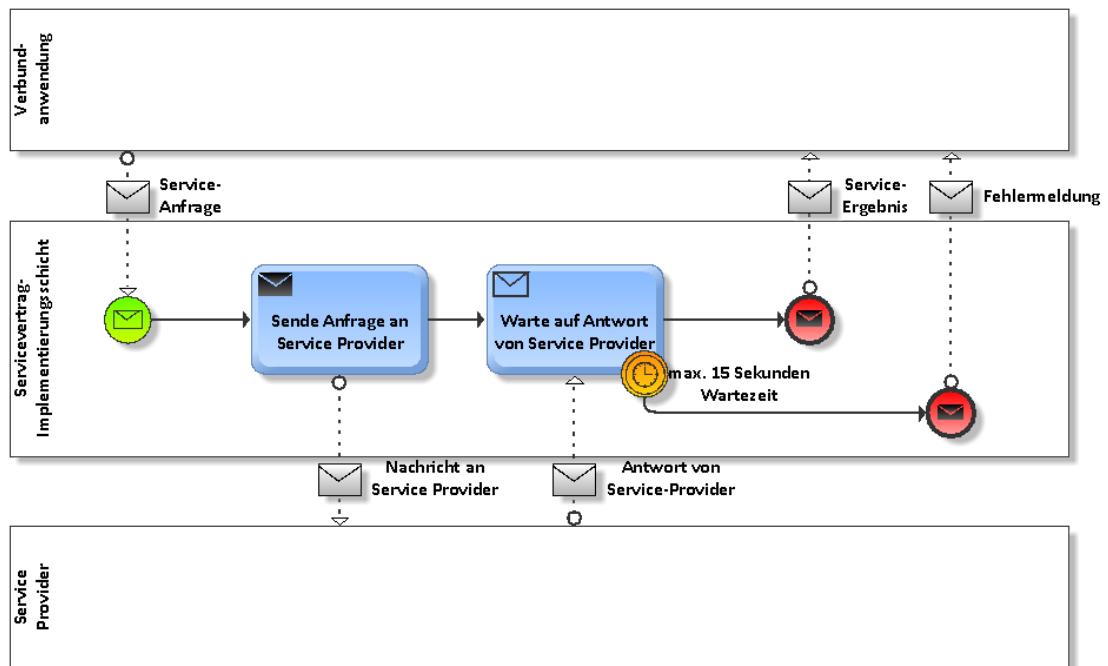 Verbund-
anwendung
Service-
Anfrage
Service-
Ergebnis
Fehlermeldung
Servicevertrag-
Implementierungsschicht
Sende Anfrage an
Service Provider
Warte auf Antwort
von Service Provider
max. 15 Sekunden
Wartezeit
Nachricht an
Service Provider
Antwort von
Service-Provider
Service
Provider